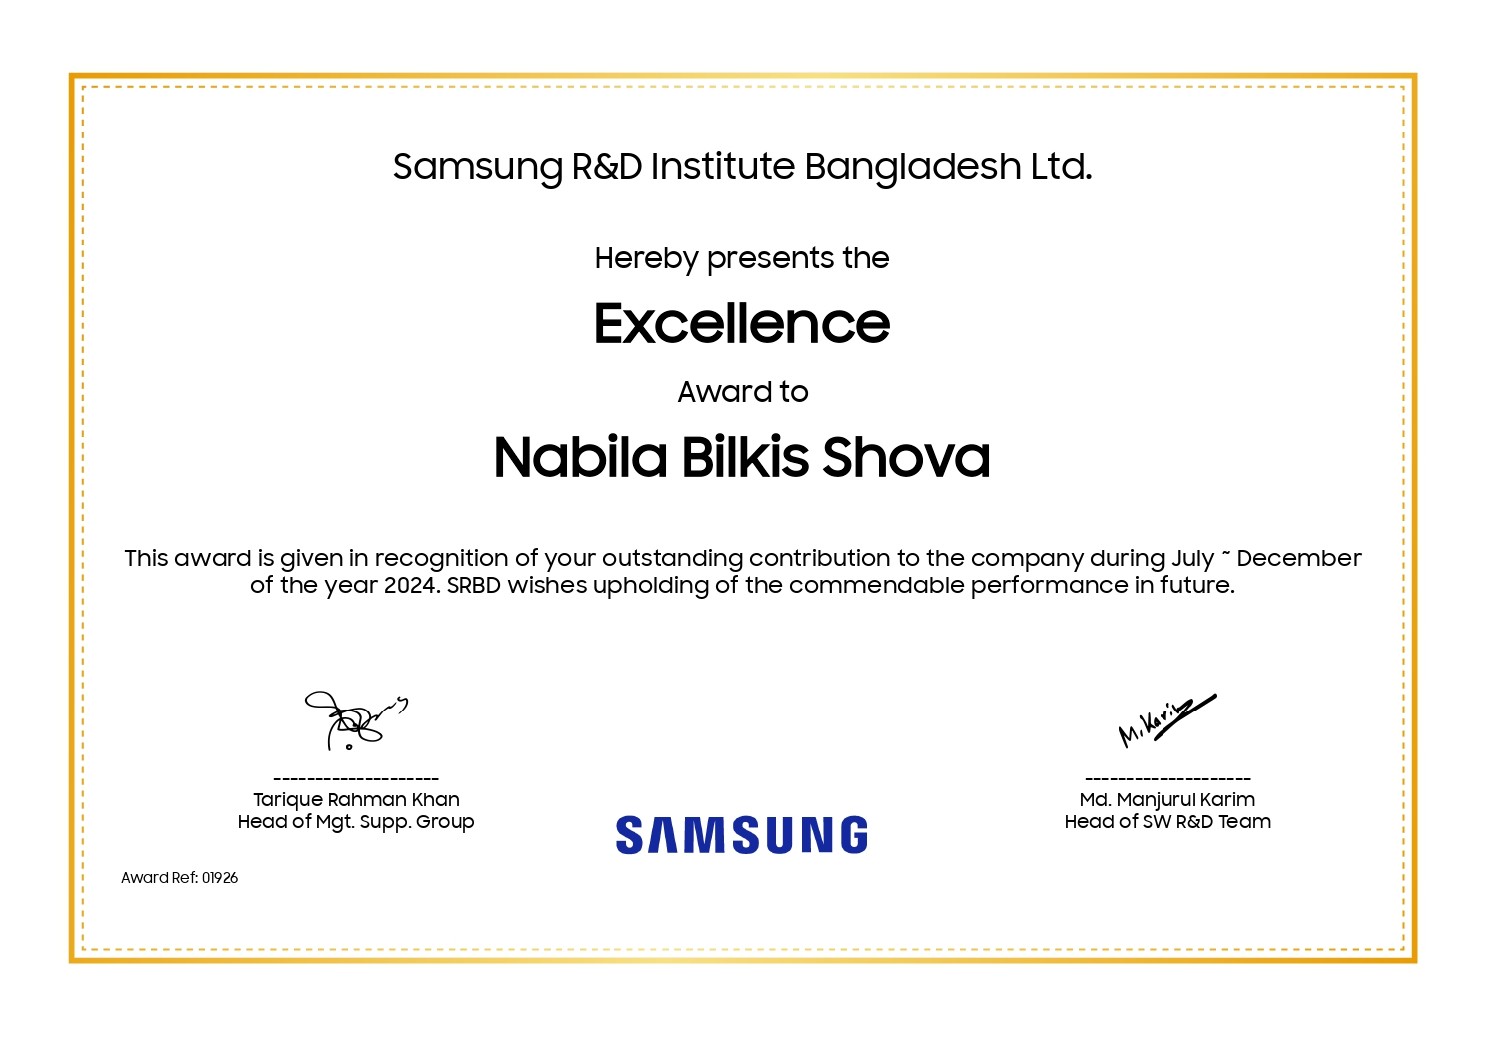 Samsung R&D Institute Bangladesh Ltd.
Hereby presents the
Excellence
Award to
Nabila Bilkis Shova
This award is given in recognition of your outstanding contribution to the company during July ~ December
of the year 2024. SRBD wishes upholding of the commendable performance in future.
M. Karim
--------------------
Tarique Rahman Khan
Head of Mgt. Supp. Group
--------------------
Md. Manjurul Karim
Head of SW R&D Team
SAMSUNG
Award Ref: 01926